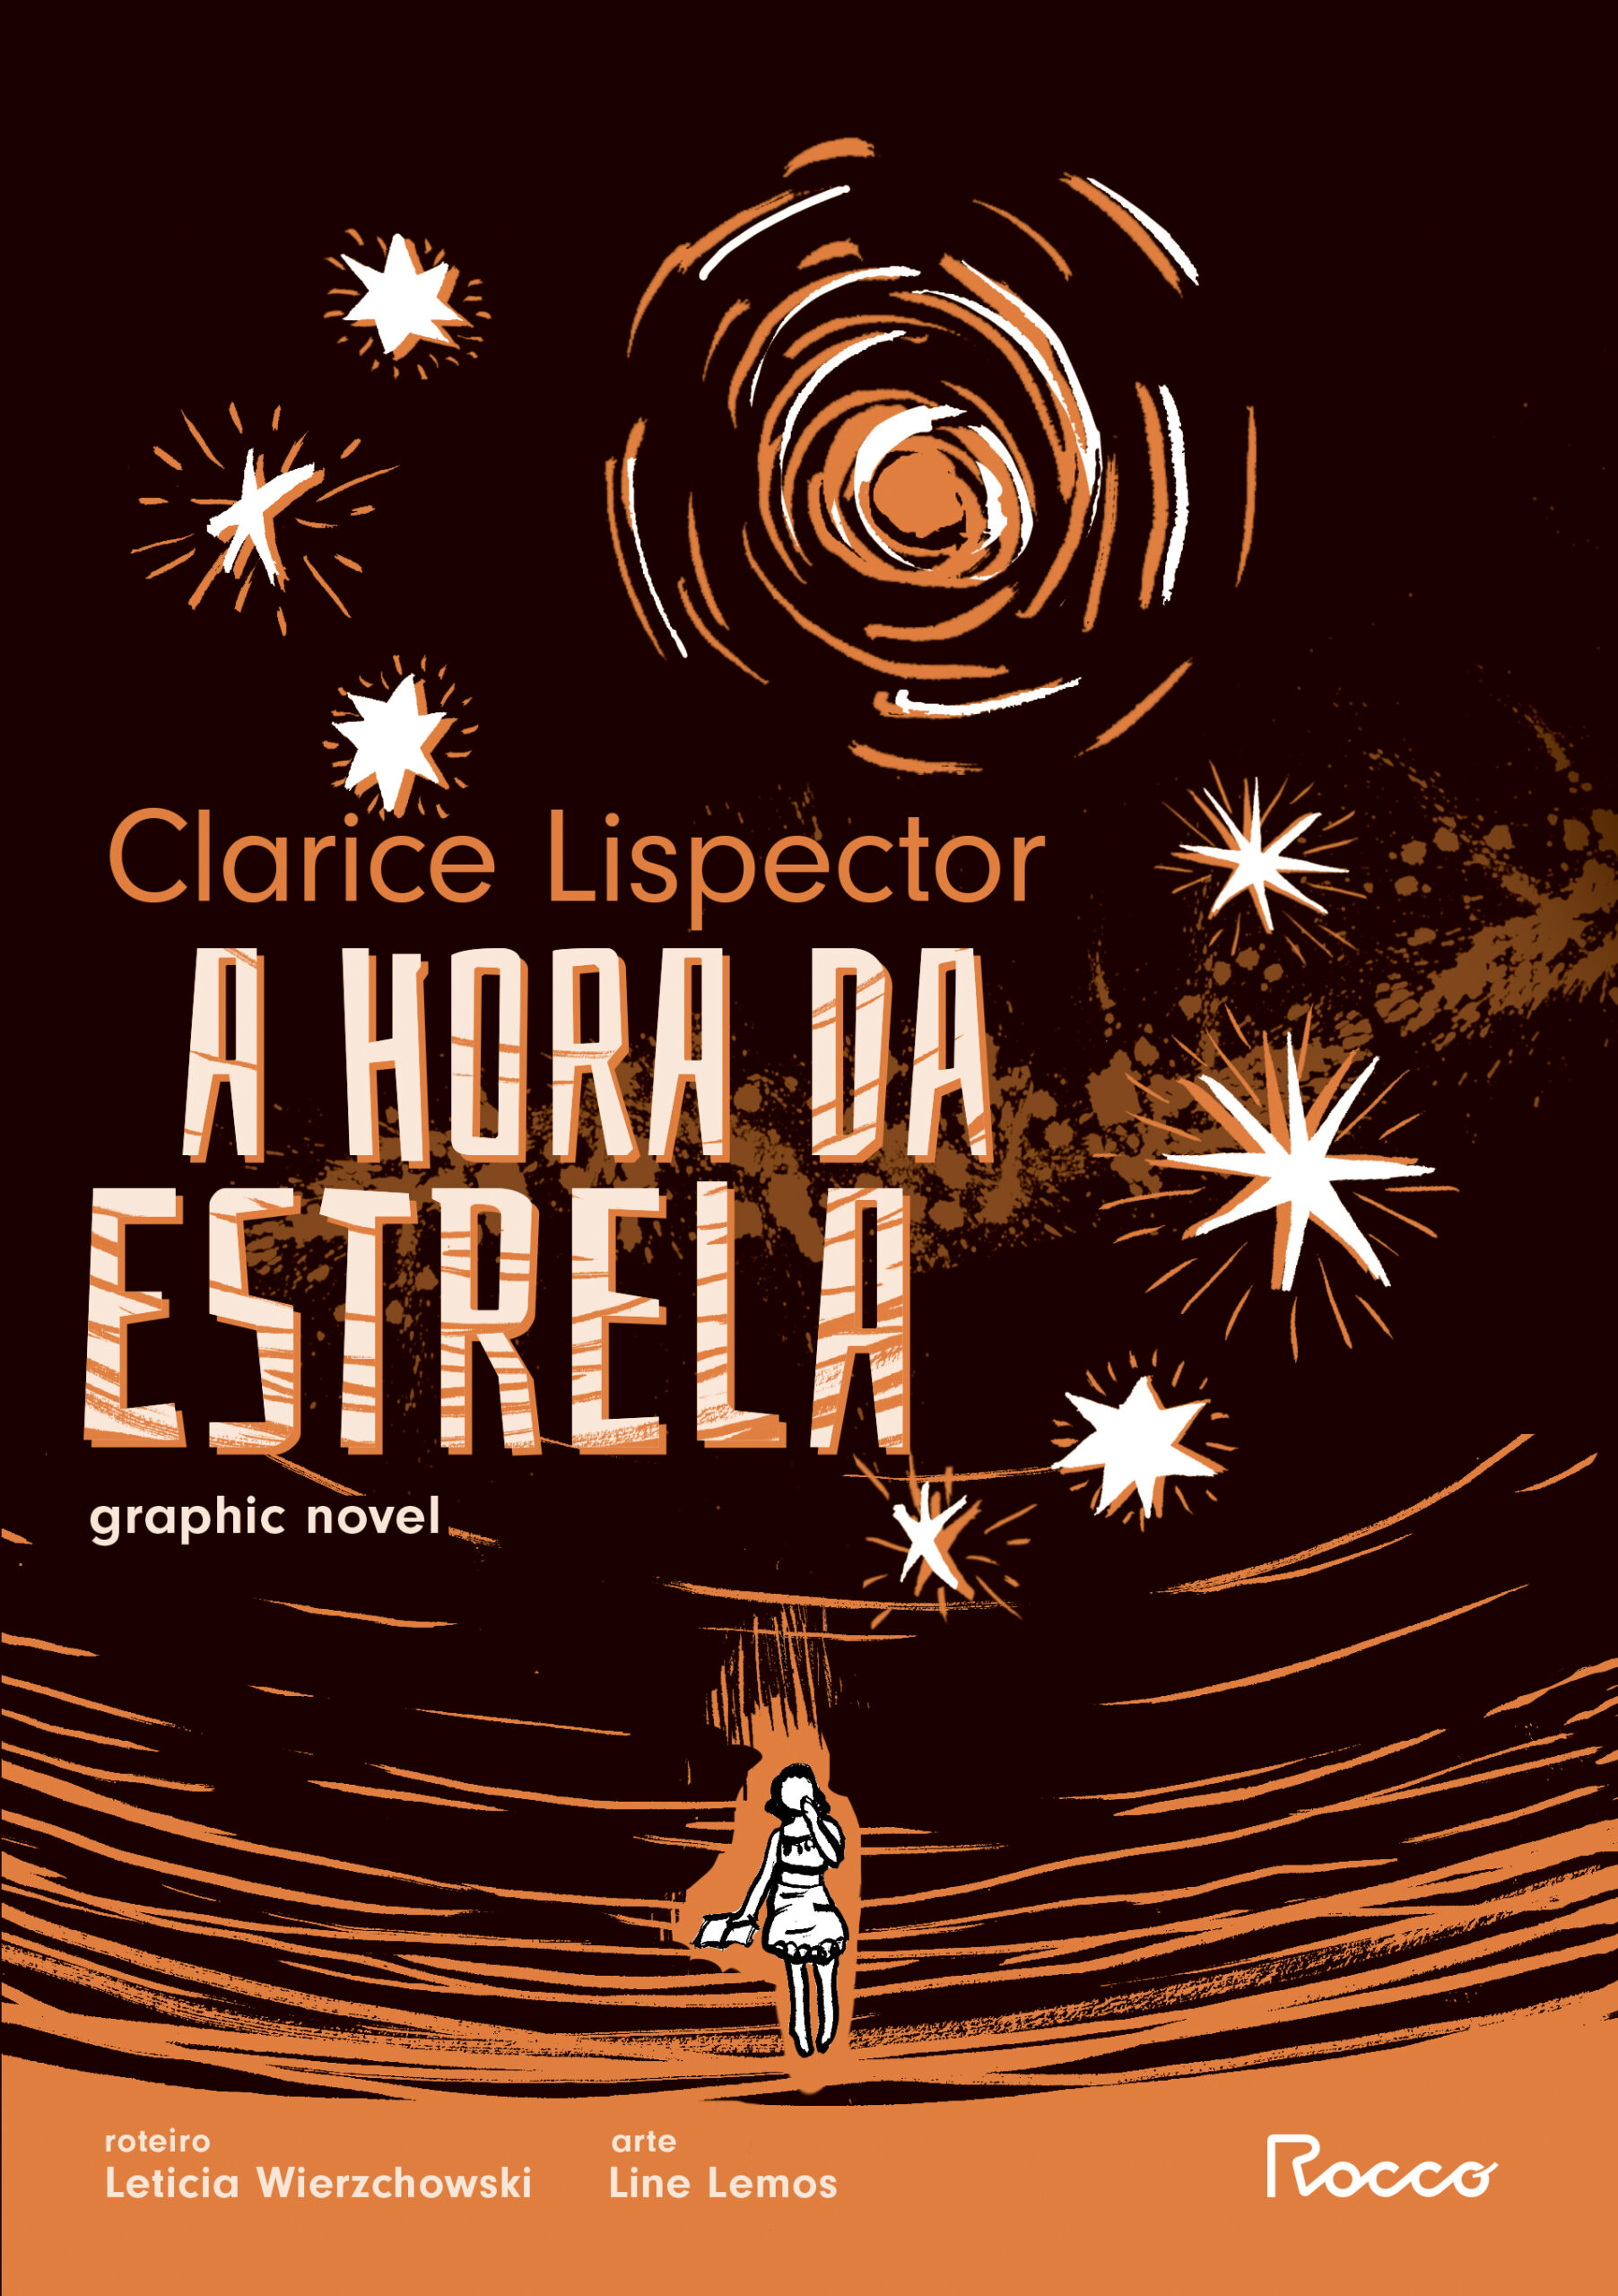 Clarice Lispector
A HORA DA
ESTRELA
graphic novel
roteiro
Leticia Wierzchowski
arte
Line Lemos
Rocco